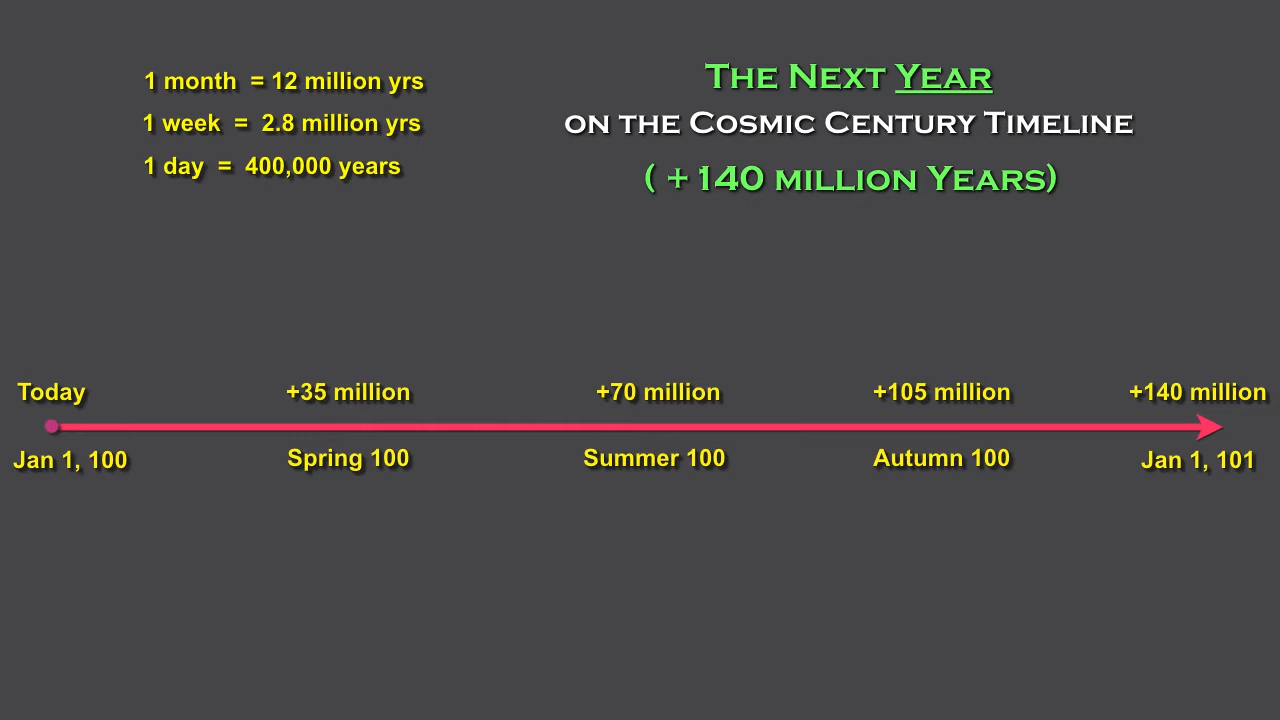 1 month = 12 million yrs
1 week = 2.8 million yrs
1 day = 400,000 years
The Next Year
on the Cosmic Century Timeline
( +140 million Years)
Today
+35 million
+70 million
+105 million
+140 million
Jan 1, 100
Spring 100
Summer 100
Autumn 100
Jan 1, 101